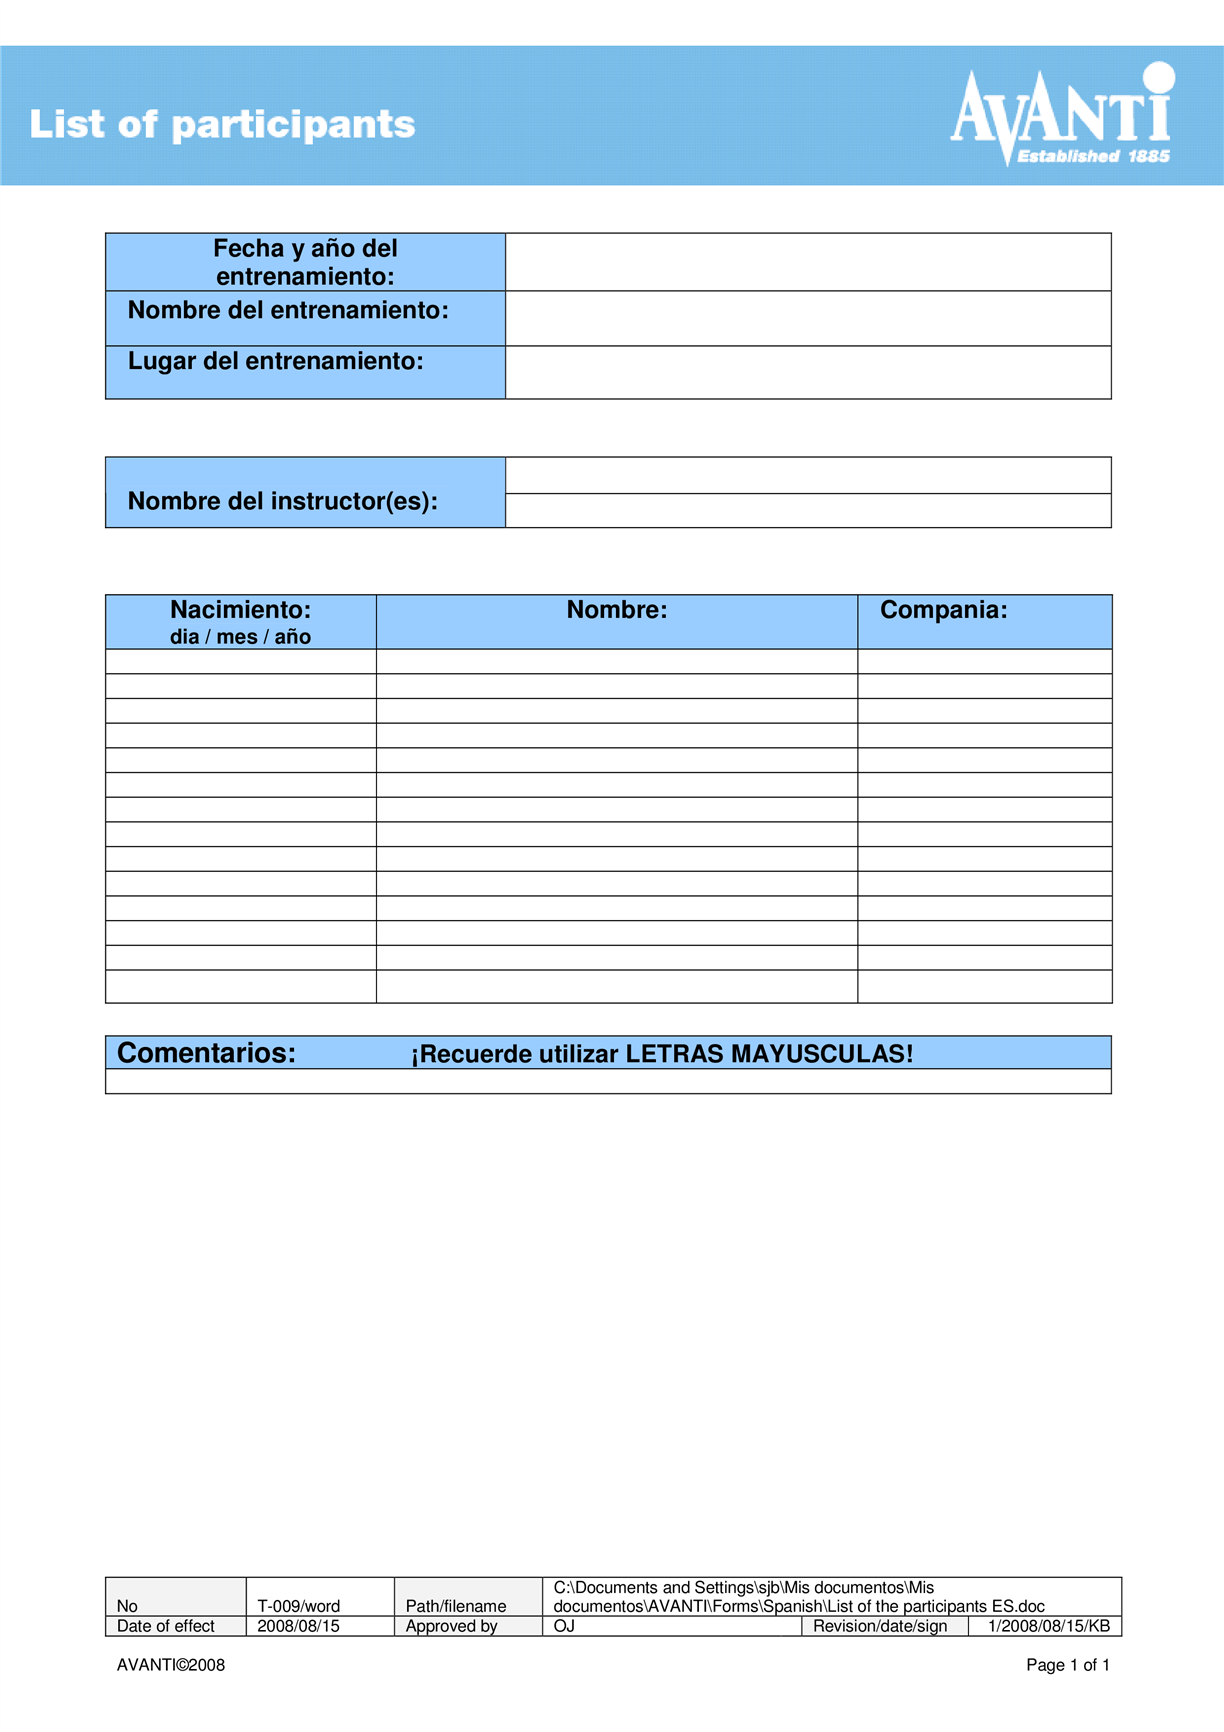 List of participants
AVANTI
Established 1885
Fecha y año del
entrenamiento:
Nombre del entrenamiento:
Lugar del entrenamiento:
Nombre del instructor(es):
Nacimiento: Nombre: Compania:
dia / mes / año
Comentarios: ¡Recuerde utilizar LETRAS MAYUSCULAS!
C:\Documents and Settings\sjb\Mis documentos\Mis
No T-009/word Path/filename documentos\AVANTI\Forms\Spanish\List of the participants ES.doc
Date of effect 2008/08/15 Approved by OJ Revision/date/sign 1/2008/08/15/KB
AVANTI©2008 Page 1 of 1